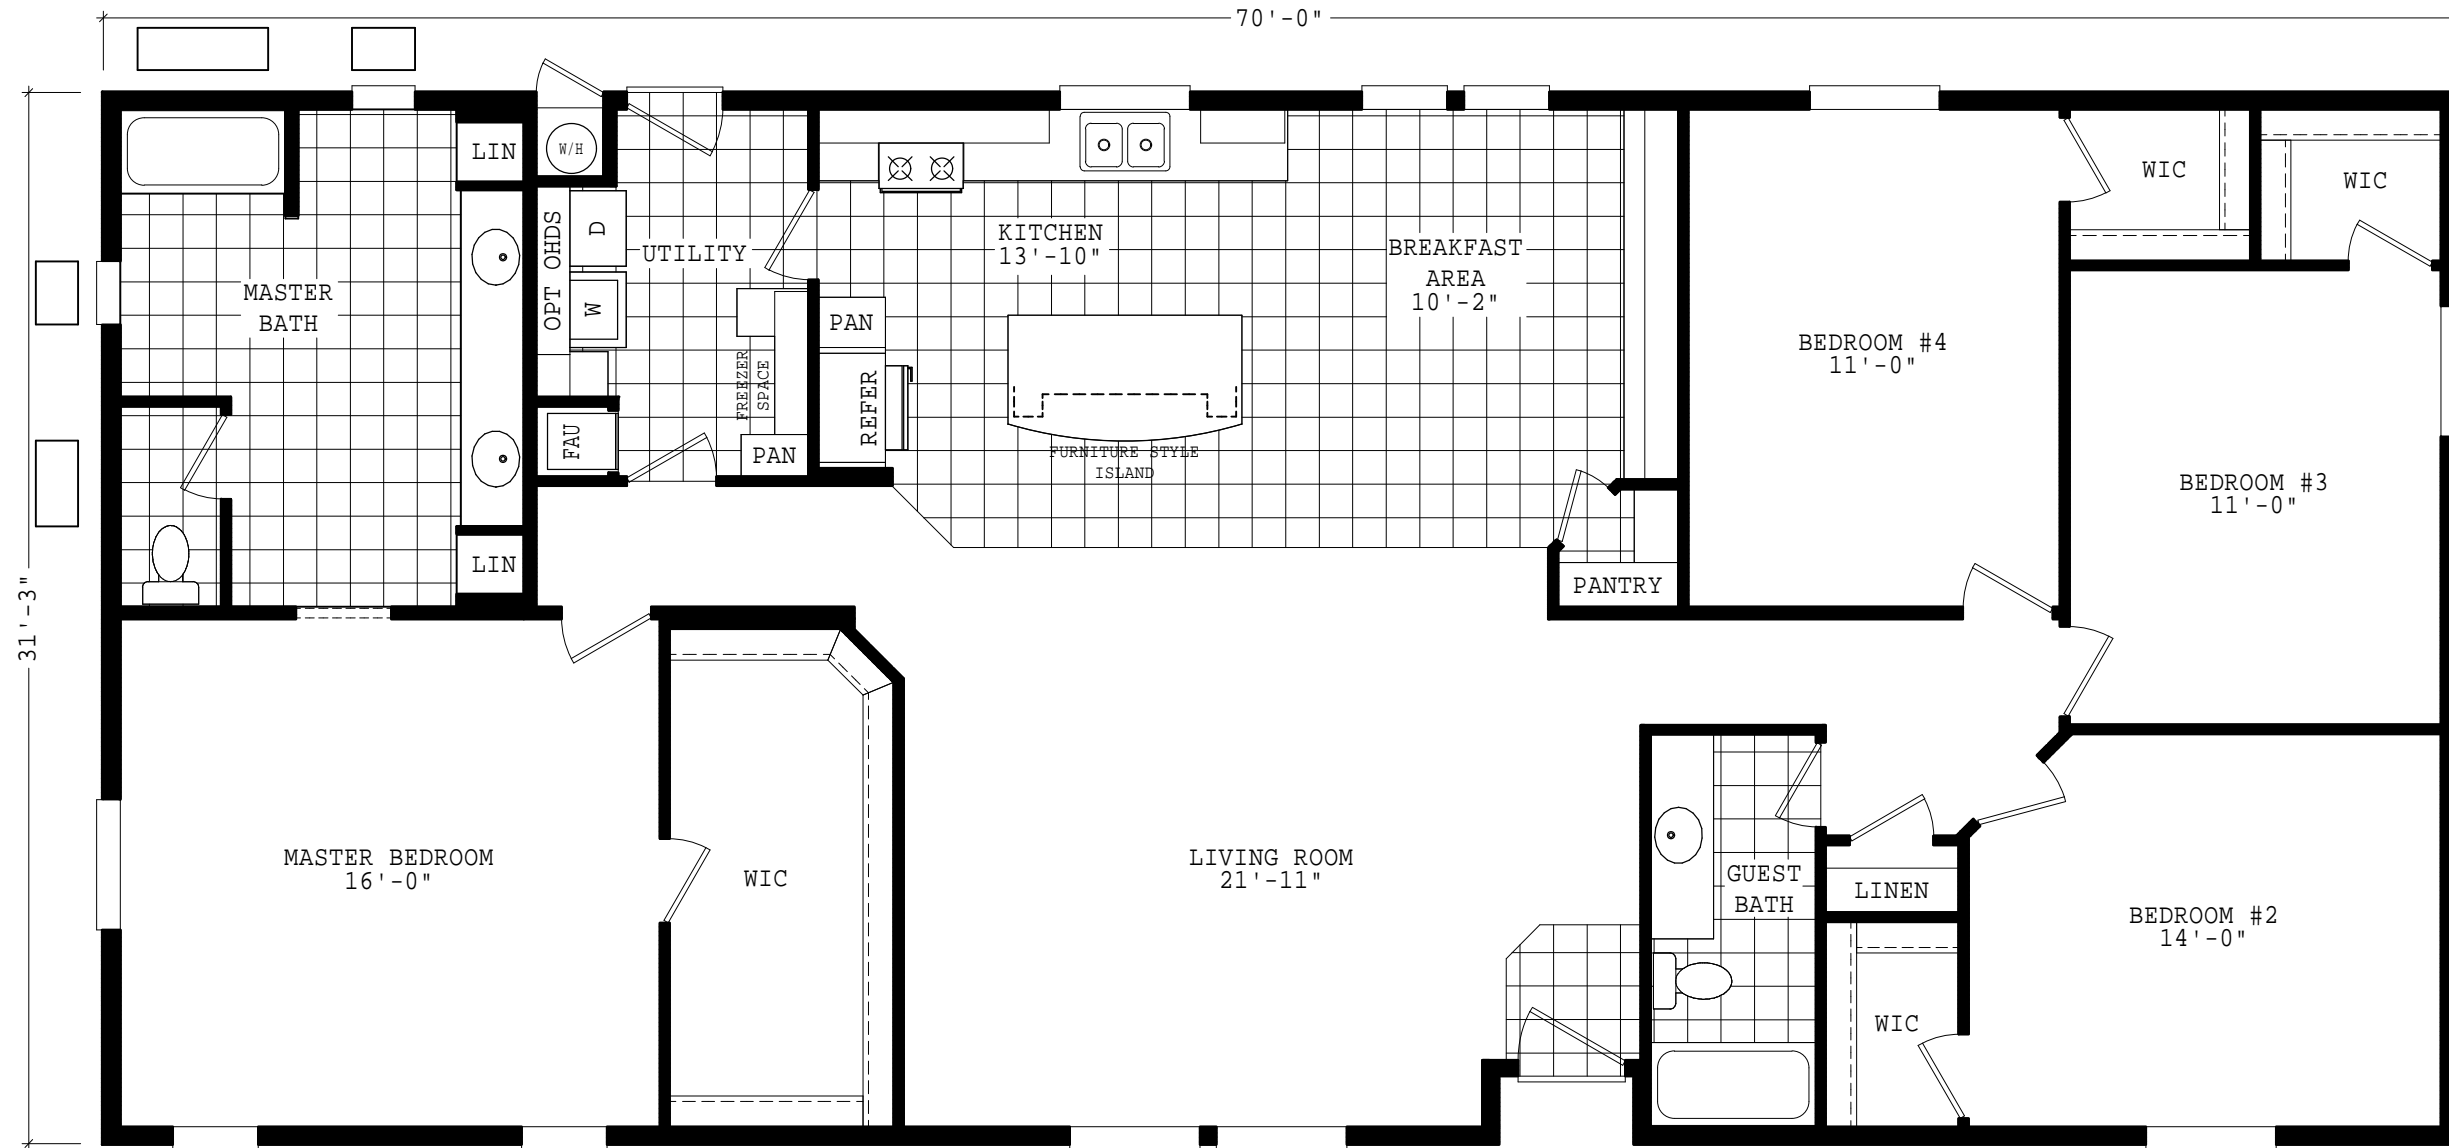 70'-0"
31'-3"
LIN
W/H
OPT OHDS
D
W
UTILITY
KITCHEN
13'-10"
BREAKFAST
AREA
10'-2"
WIC
WIC
MASTER
BATH
PAN
REFER
FREEZER
SPACE
FAU
PAN
FURNITURE STYLE
ISLAND
BEDROOM #4
11'-0"
BEDROOM #3
11'-0"
LIN
PANTRY
MASTER BEDROOM
16'-0"
WIC
LIVING ROOM
21'-11"
GUEST
BATH
LINEN
BEDROOM #2
14'-0"
WIC